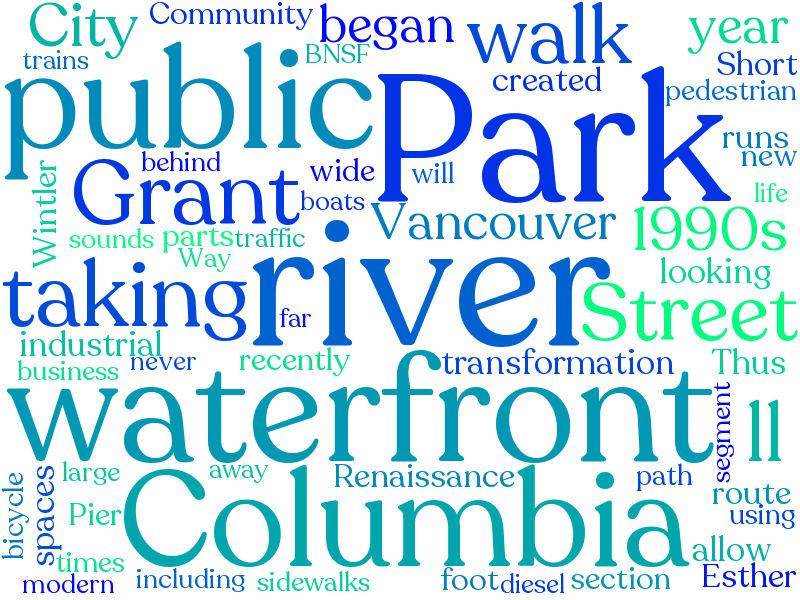 City
Community
began
walk
year
trains
BNSF
Short
created
pedestrian
public
Park
runs
new
behind
wide
will
life
Grant
boats
Wintler
Vancouver
1990s
sounds
parts
traffic
Way
looking
taking
river
far
Street
industrial
never
recently
transformation
Thus
business
waterfront
segment
ll
large
away
Renaissance
path
route
bicycle
spaces
Columbia
using
Pier
allow
times
modern
including
sidewalks
foot
diesel
section
Esther